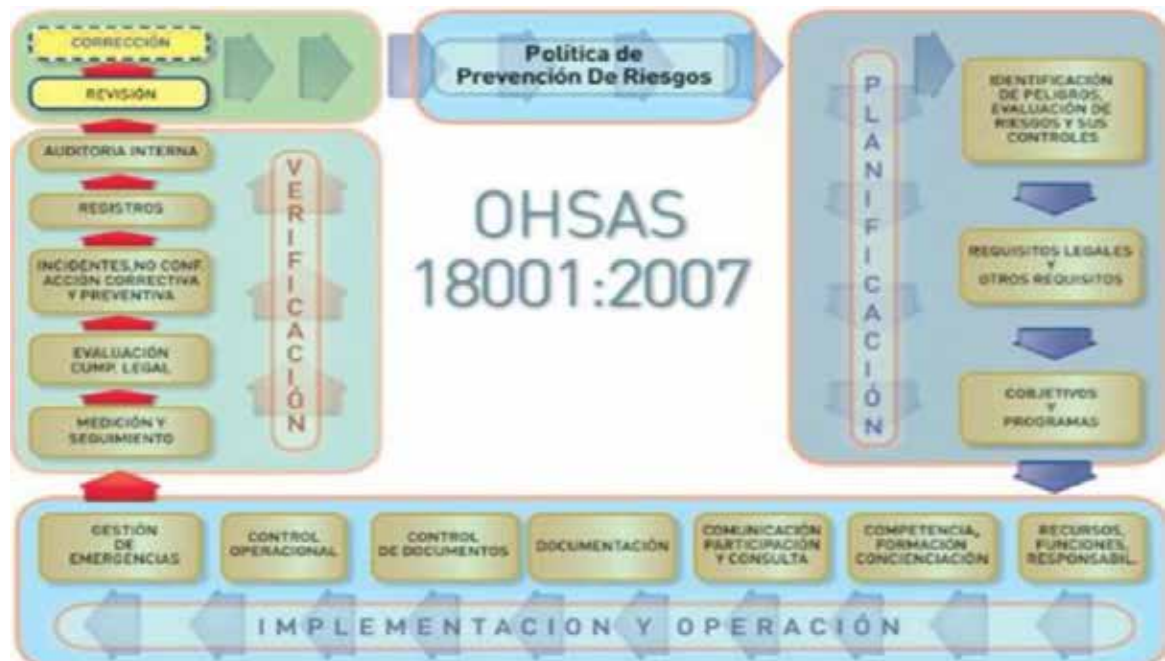 CORRECCIÓN
REVISIÓN
Política de
Prevención De Riesgos
IDENTIFICACIÓN
DE PELIGROS,
EVALUACIÓN DE
RIESGOS Y SUS
CONTROLES
REQUISITOS LEGALES
Y
OTROS REQUISITOS
COBJETIVOS
Y
PROGRAMAS
PLANIFICACIÓN
OHSAS
18001:2007
AUDITORIA INTERNA
REGISTROS
INCIDENTES, NO CONF.
ACCIÓN CORRECTIVA
Y PREVENTIVA
EVALUACIÓN
CUMP. LEGAL
MEDICIÓN Y
SEGUIMIENTO
VERIFICACIÓN
GESTIÓN
DE
EMERGENCIAS
CONTROL
OPERACIONAL
CONTROL
DE DOCUMENTOS
DOCUMENTACIÓN
COMUNICACIÓN
PARTICIPACIÓN
Y CONSULTA
COMPETENCIA,
FORMACIÓN
CONCIENCIACIÓN
RECURSOS,
FUNCIONES,
RESPONSABIL.
IMPLEMENTACION Y OPERACIÓN